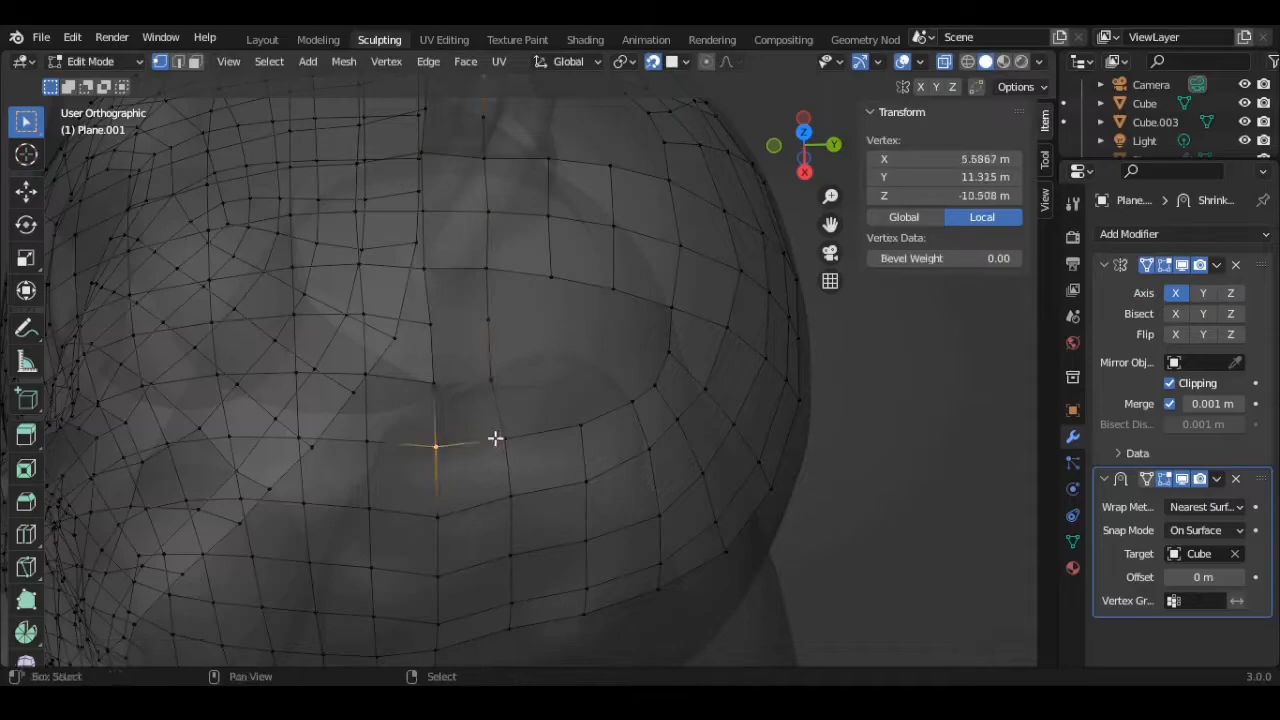 File Edit Render Window Help Layout Modeling Sculpting UV Editing Texture Paint Shading Animation Rendering Compositing Geometry Nod Scene ViewLayer
Edit Mode View Select Add Mesh Vertex Edge Face UV Global
X Y Z Options
User Orthographic
(1) Plane.001
Transform
Vertex:
X 5.5867 m
Y 11.315 m
Z -10.508 m
Global Local
Vertex Data:
Bevel Weight 0.00
Item
Tool
View
Z
Y
X
Camera
Cube
Cube.003
Light
Plane... Shrink...
Add Modifier
Axis X Y Z
Bisect X Y Z
Flip X Y Z
Mirror Obj...
Clipping
Merge 0.001 m
Bisect Dis... 0.001 m
Data
Wrap Met... Nearest Surf...
Snap Mode On Surface
Target Cube
Offset 0 m
Vertex Gr...
Box Select Pan View Select 3.0.0